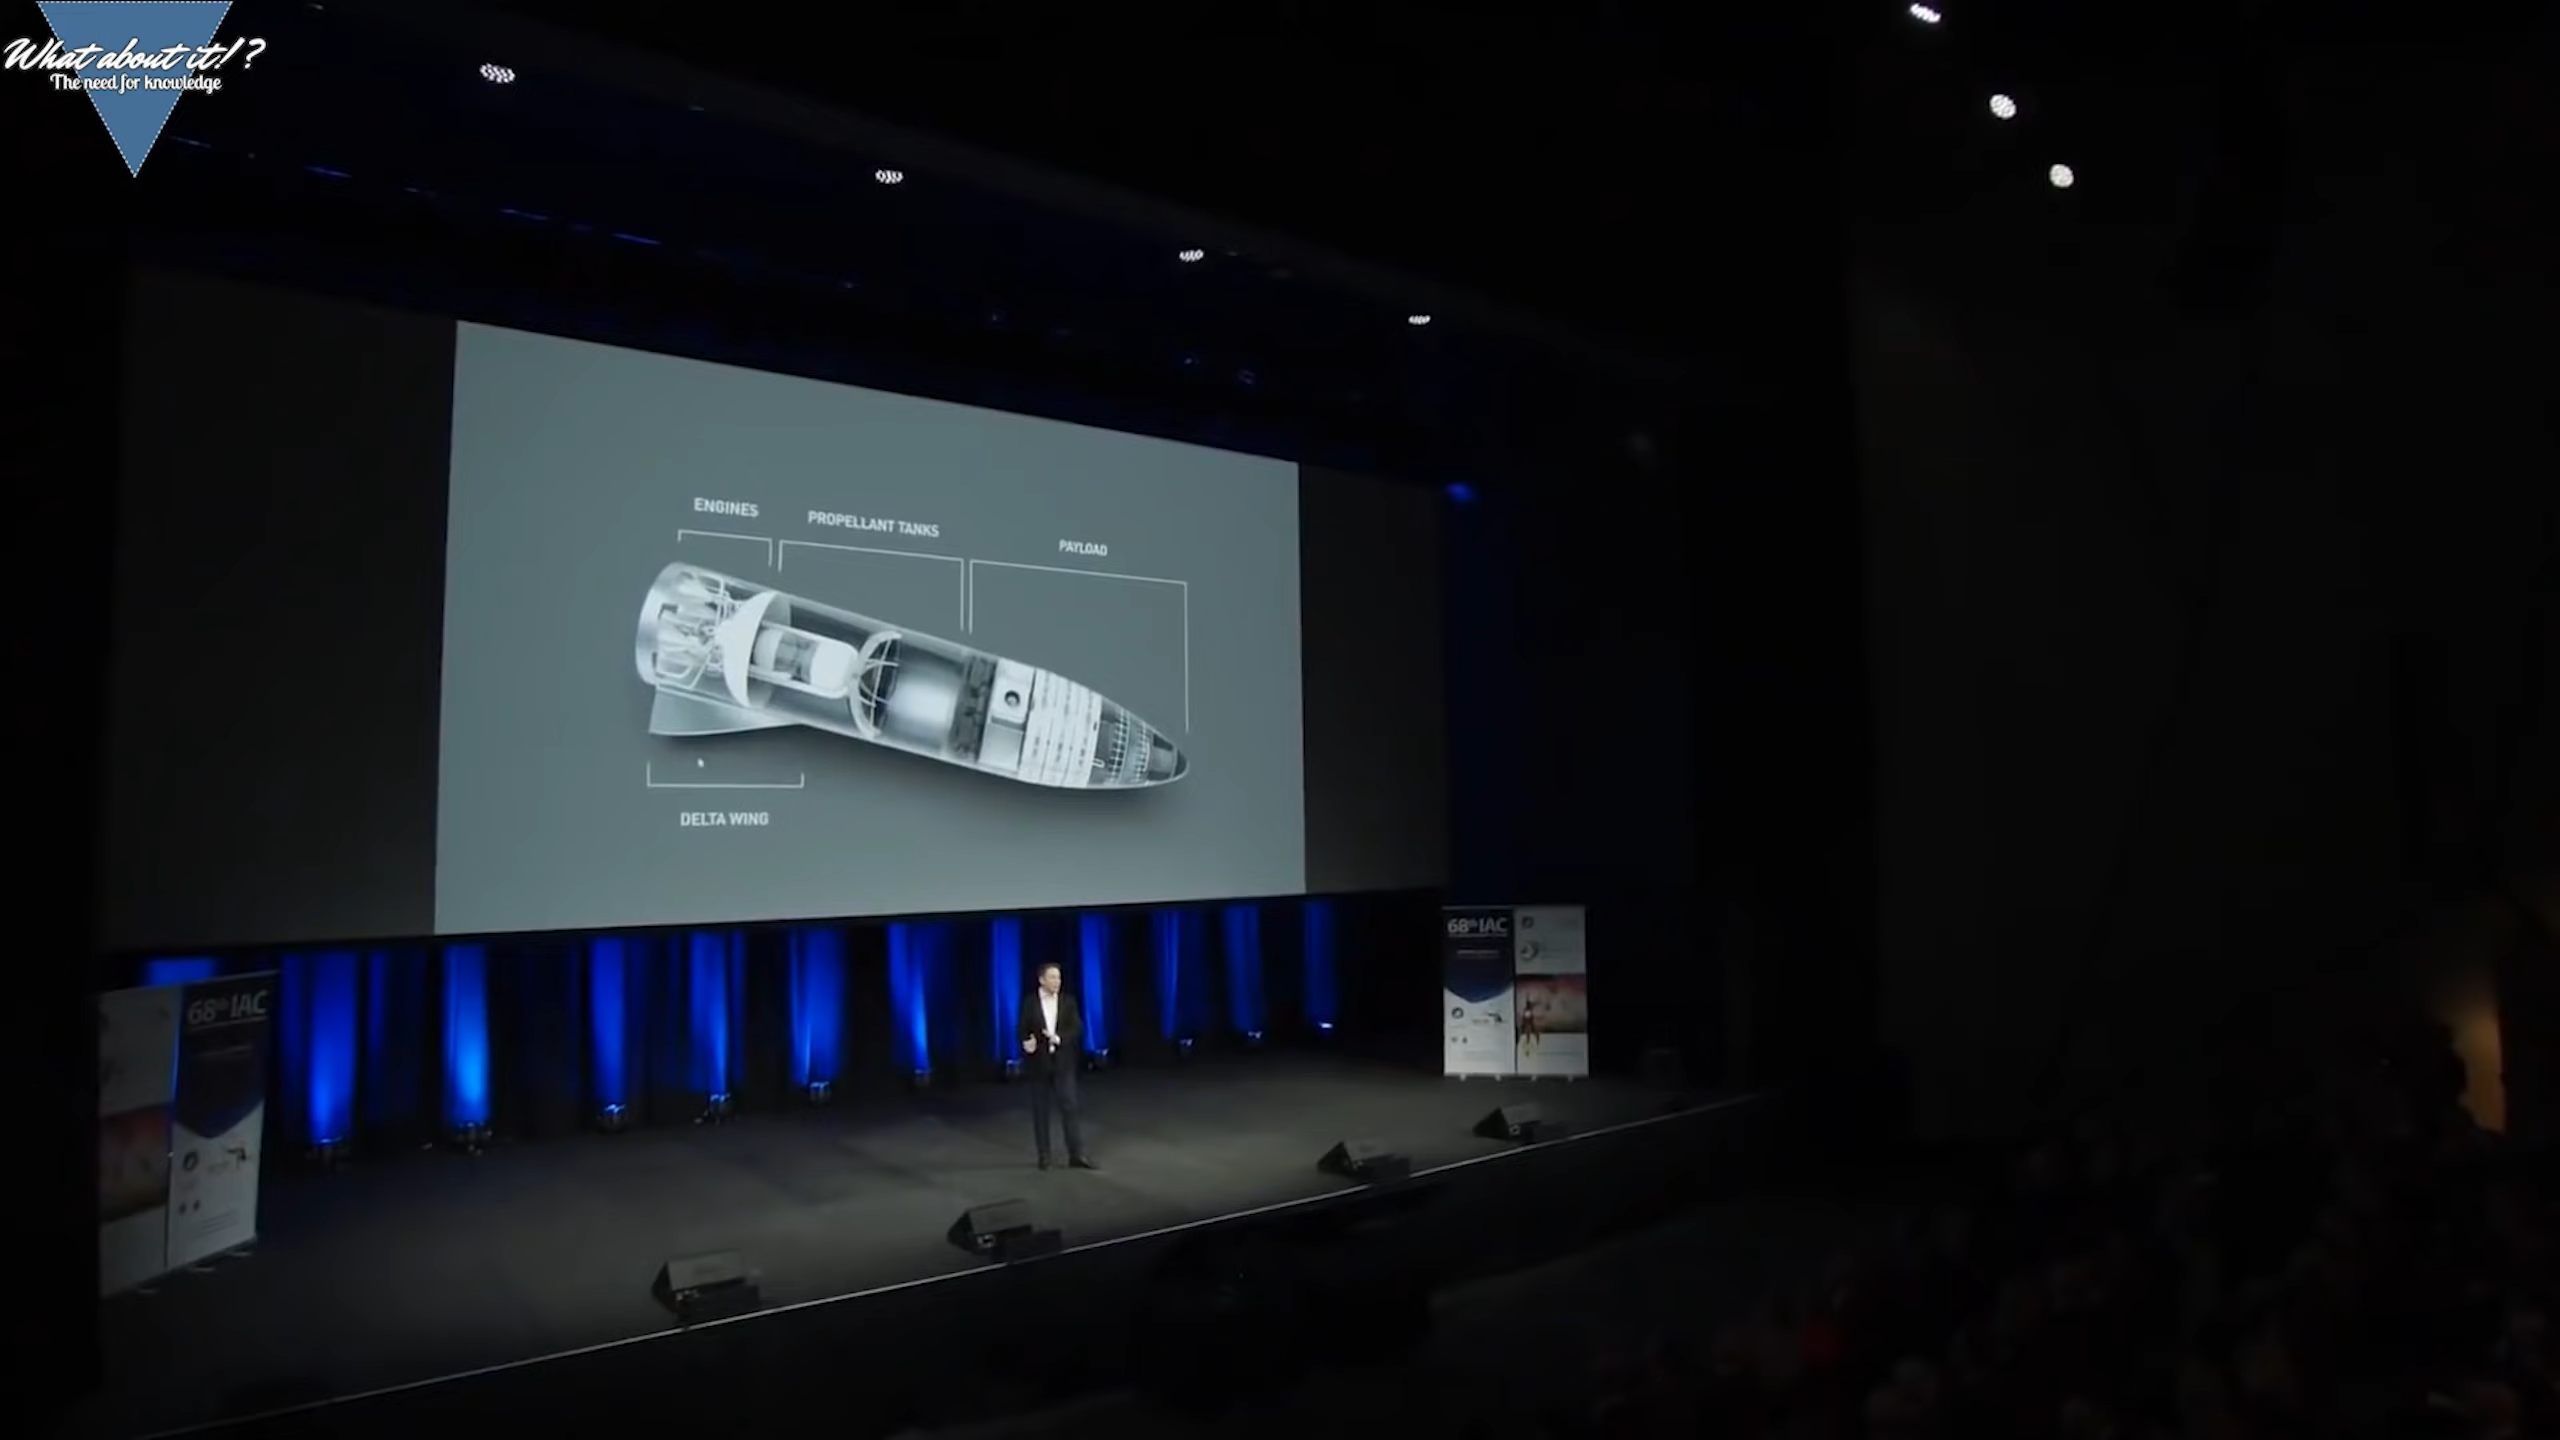 What about it!?
The need for knowledge
ENGINES
PROPELLANT TANKS
PAYLOAD
DELTA WING
68th IAC
68th IAC